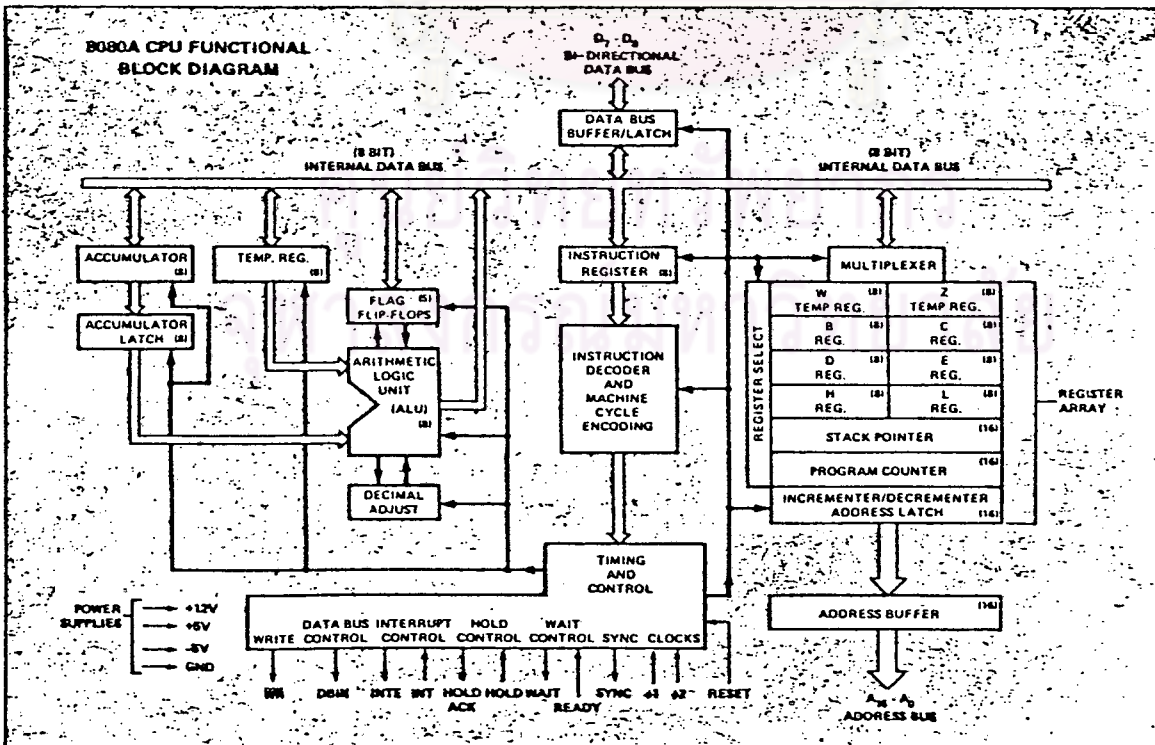 8080A CPU FUNCTIONAL
BLOCK DIAGRAM
D7 - D0
BI-DIRECTIONAL
DATA BUS
DATA BUS
BUFFER/LATCH
(8 BIT)
INTERNAL DATA BUS
(8 BIT)
INTERNAL DATA BUS
ACCUMULATOR
(8)
TEMP. REG.
(8)
INSTRUCTION
REGISTER (8)
MULTIPLEXER
ACCUMULATOR
LATCH (8)
FLAG (5)
FLIP-FLOPS
ARITHMETIC
LOGIC
UNIT
(ALU)
(8)
DECIMAL
ADJUST
INSTRUCTION
DECODER
AND
MACHINE
CYCLE
ENCODING
REGISTER SELECT
W (8)
TEMP REG.
Z (8)
TEMP REG.
B (8)
REG.
C (8)
REG.
D (8)
REG.
E (8)
REG.
H (8)
REG.
L (8)
REG.
STACK POINTER (16)
PROGRAM COUNTER (16)
INCREMENTER/DECREMENTER
ADDRESS LATCH (16)
REGISTER
ARRAY
TIMING
AND
CONTROL
POWER
SUPPLIES
+12V
+5V
-5V
GND
WRITE
DATA BUS
CONTROL
INTERRUPT
CONTROL
HOLD
CONTROL
WAIT
CONTROL
SYNC
CLOCKS
DBIN
INTE
INT
HOLD
ACK
HOLD
WAIT
READY
SYNC
ϕ1
ϕ2
RESET
ADDRESS BUFFER (16)
ADDRESS BUS